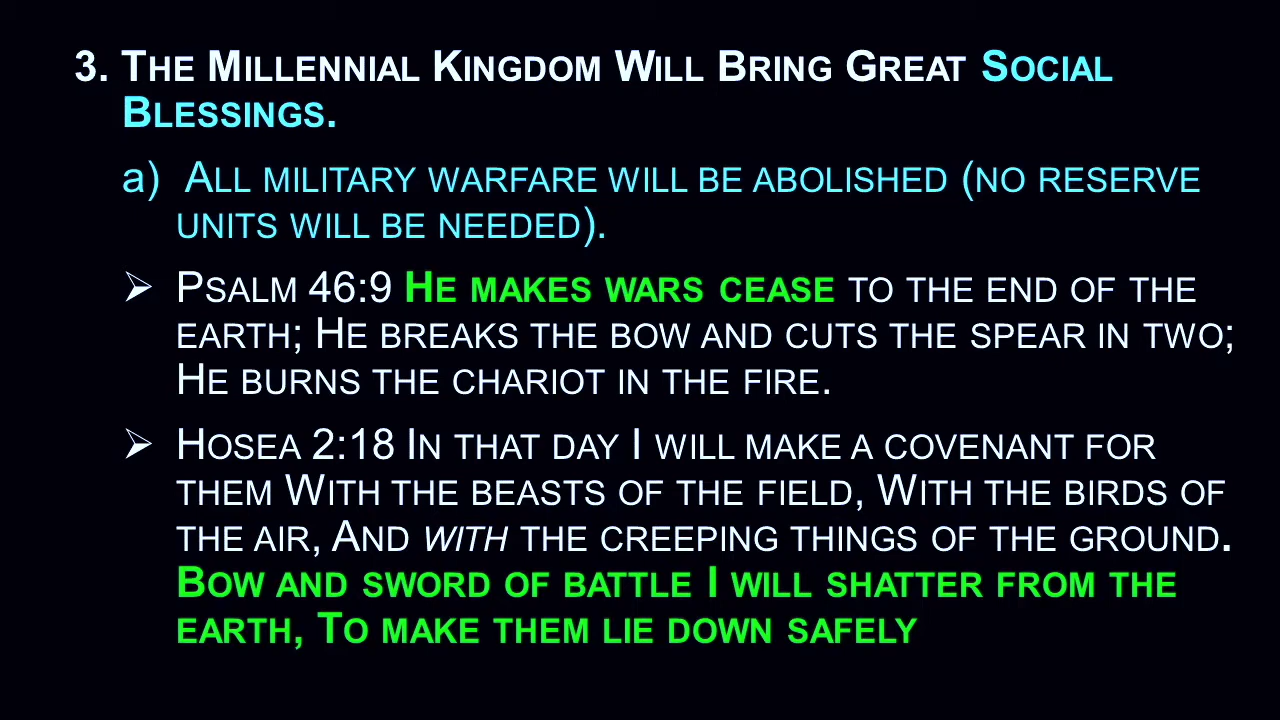 3. The Millennial Kingdom Will Bring Great Social
Blessings.
a) All military warfare will be abolished (no reserve
units will be needed).
➢ Psalm 46:9 He makes wars cease to the end of the
earth; He breaks the bow and cuts the spear in two;
He burns the chariot in the fire.
➢ Hosea 2:18 In that day I will make a covenant for
them With the beasts of the field, With the birds of
the air, And with the creeping things of the ground.
Bow and sword of battle I will shatter from the
earth, To make them lie down safely